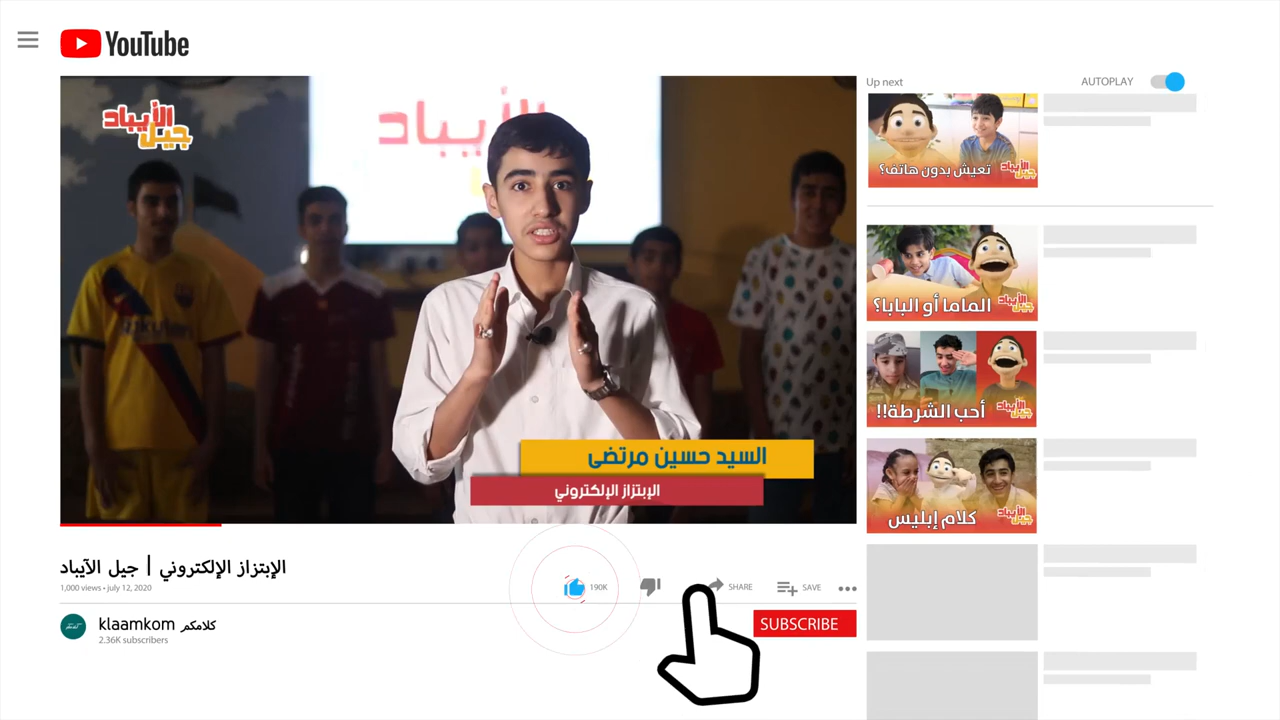 YouTube
الأيباد
جيل
السيد حسين مرتضى
الإبتزاز الإلكتروني
الإبتزاز الإلكتروني | جيل الآيباد
1,000 views • july 12, 2020
190K
SHARE
SAVE
klaamkom كلامكم
2.36K subscribers
SUBSCRIBE
Up next
AUTOPLAY
تعيش بدون هاتف؟
الماما أو البابا؟
أحب الشرطة!!
كلام إبليس